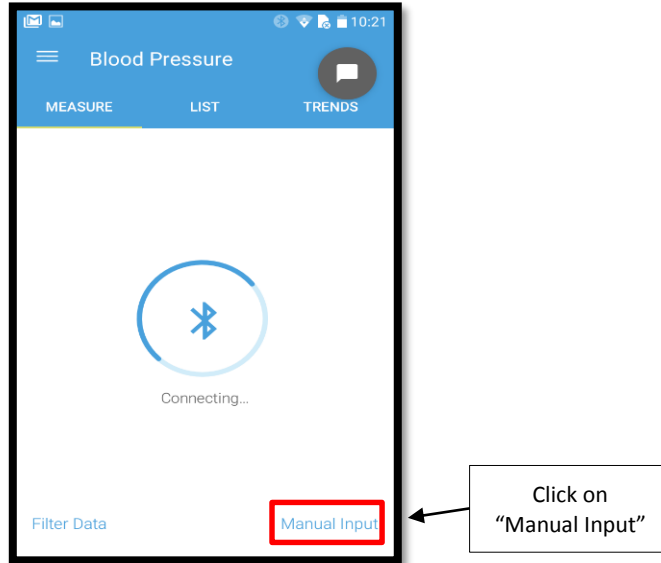 10:21
Blood Pressure
MEASURE LIST TRENDS
Connecting...
Filter Data Manual Input
Click on
"Manual Input"